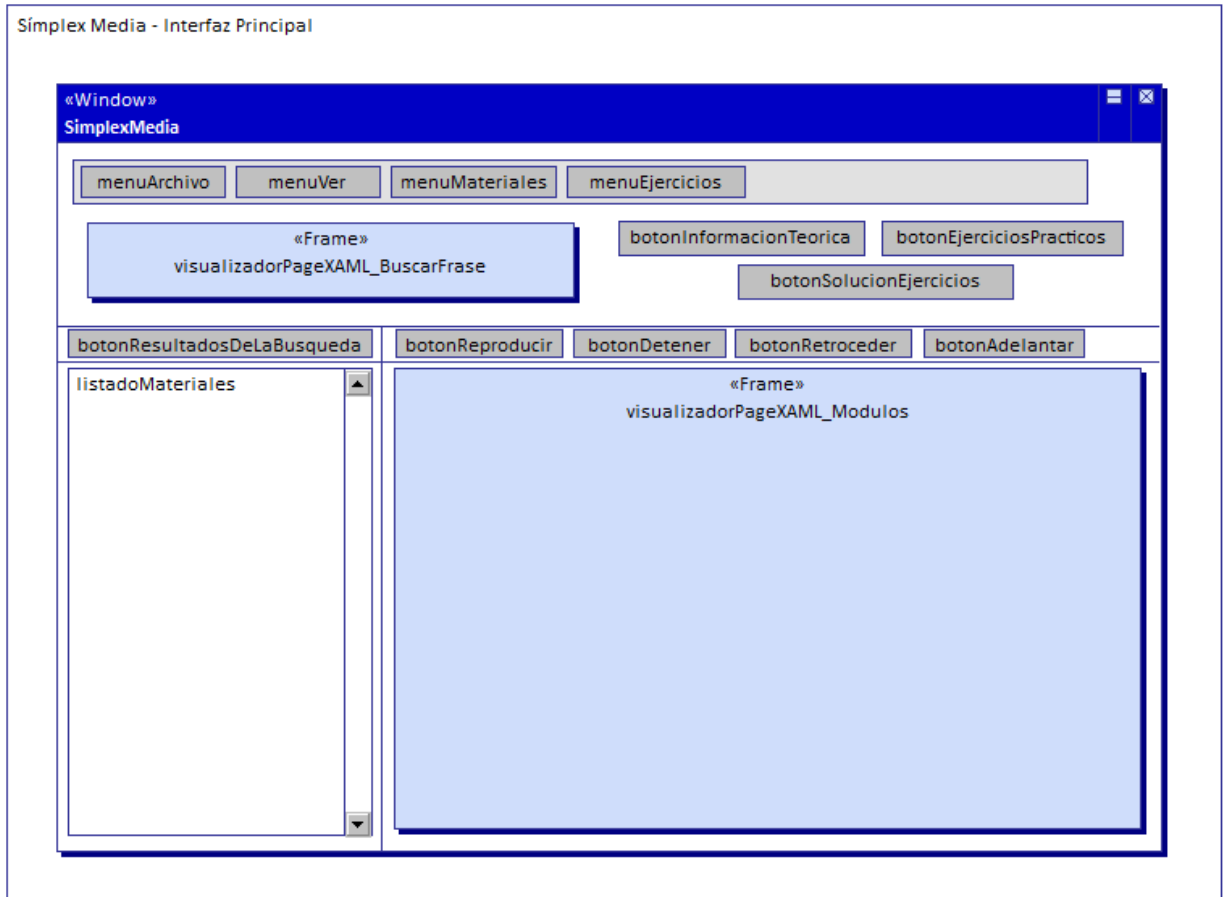 Símplex Media - Interfaz Principal
«Window»
SimplexMedia
menuArchivo menuVer menuMateriales menuEjercicios
«Frame»
visualizadorPageXAML_BuscarFrase
botonInformacionTeorica botonEjerciciosPracticos
botonSolucionEjercicios
botonResultadosDeLaBusqueda botonReproducir botonDetener botonRetroceder botonAdelantar
listadoMateriales
«Frame»
visualizadorPageXAML_Modulos